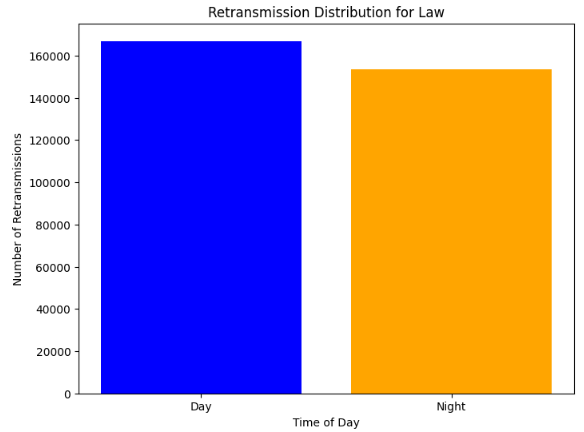 Retransmission Distribution for Law
Number of Retransmissions
160000
140000
120000
100000
80000
60000
40000
20000
0
Day
Night
Time of Day